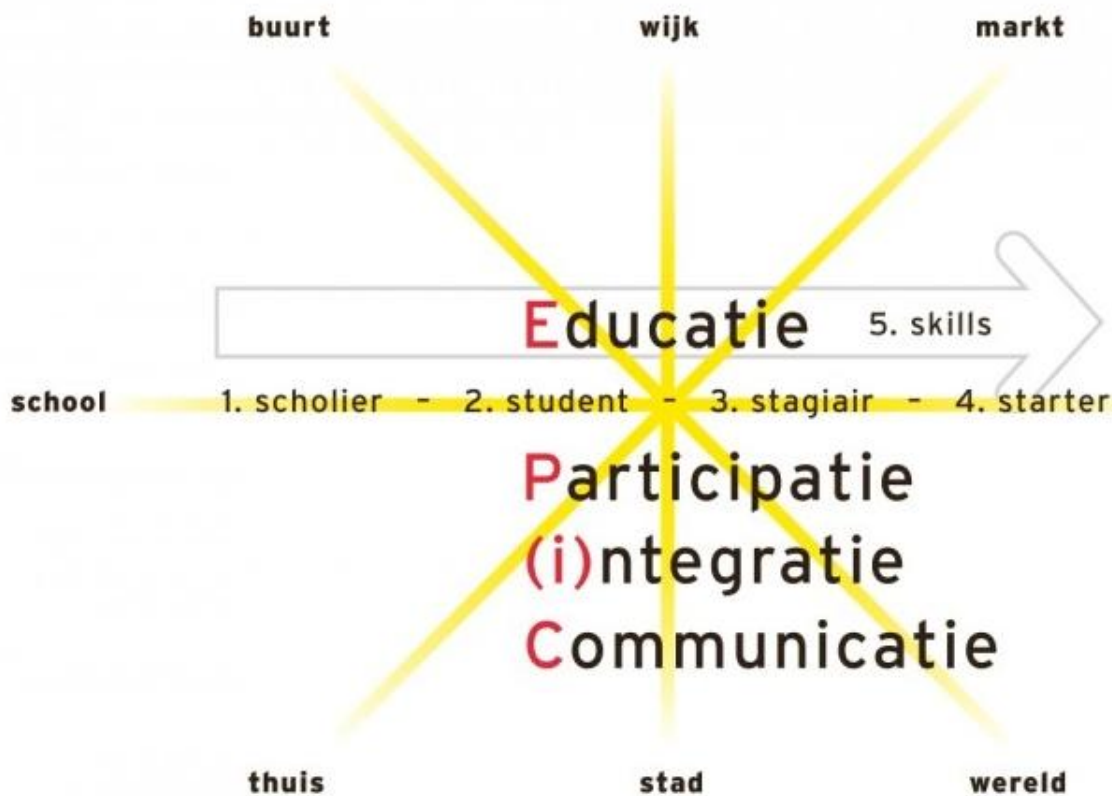 buurt wijk markt
Educatie 5. skills
school 1. scholier - 2. student - 3. stagiair - 4. starter
Participatie
(i)ntegratie
Communicatie
thuis stad wereld